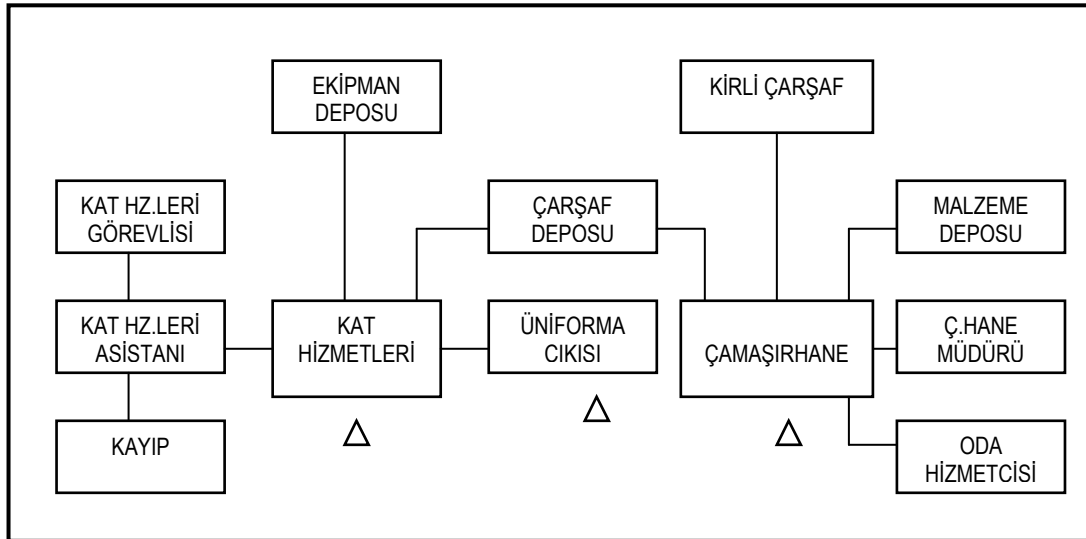 EKİPMAN
DEPOSU
KİRLİ ÇARŞAF
KAT HZ.LERİ
GÖREVLİSİ
ÇARŞAF
DEPOSU
MALZEME
DEPOSU
KAT HZ.LERİ
ASİSTANI
KAT
HİZMETLERİ
ÜNİFORMA
CIKISI
ÇAMAŞIRHANE
Ç.HANE
MÜDÜRÜ
KAYIP
ODA
HİZMETCİSİ